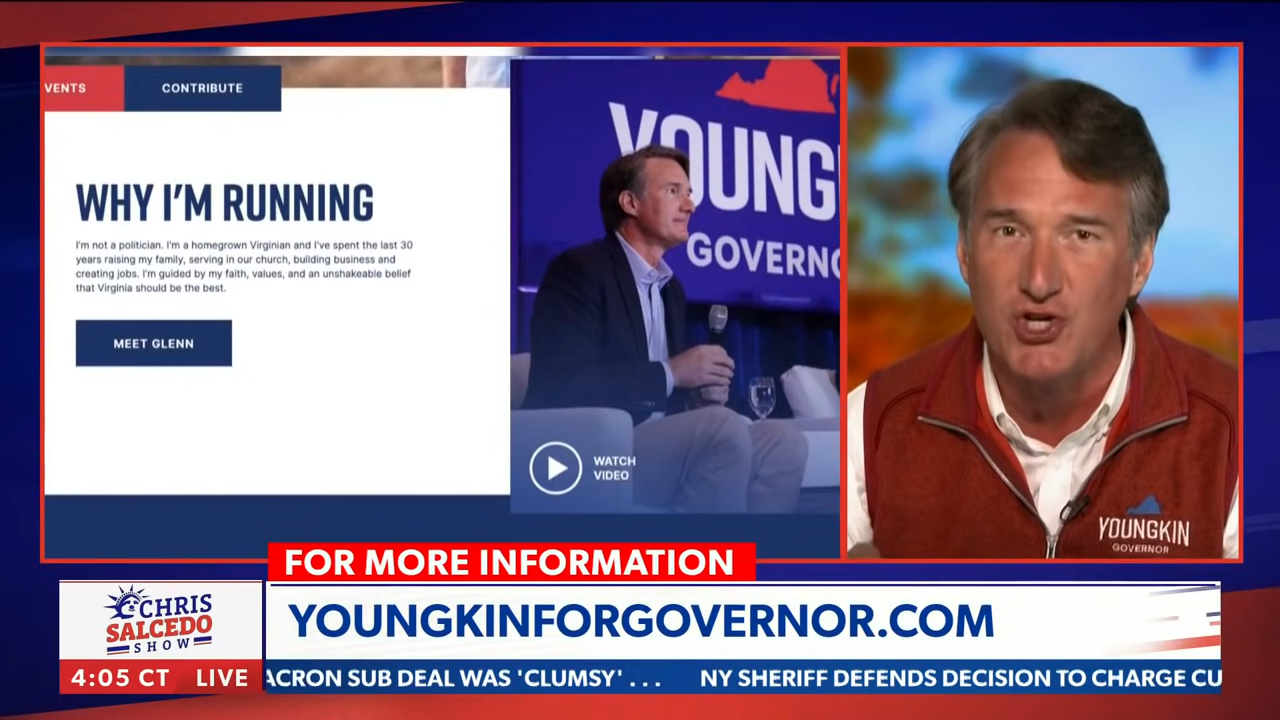 VENTS
CONTRIBUTE
WHY I'M RUNNING
I'm not a politician. I'm a homegrown Virginian and I've spent the last 30
years raising my family, serving in our church, building business and
creating jobs. I'm guided by my faith, values, and an unshakeable belief
that Virginia should be the best.
MEET GLENN
YOUNGK
GOVERNO
WATCH
VIDEO
YOUNGKIN
GOVERNOR
FOR MORE INFORMATION
YOUNGKINFORGOVERNOR.COM
CHRIS
SALCEDO
SHOW
4:05 CT LIVE
ACRON SUB DEAL WAS 'CLUMSY' . . . NY SHERIFF DEFENDS DECISION TO CHARGE CU